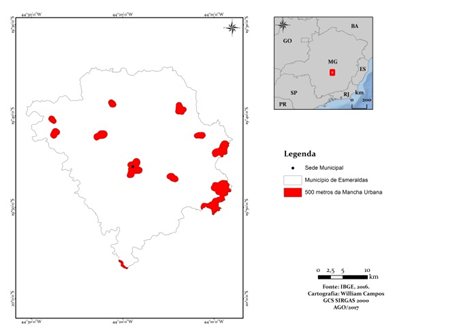 BA
GO
MG
ES
SP
RJ
PR
km
Legenda
Sede Municipal
Município de Esmeraldas
500 metros da Mancha Urbana
0 2,5 5 10
km
Fonte: IBGE, 2016.
Cartografia: William Campos
GCS SIRGAS 2000
AGO/2017